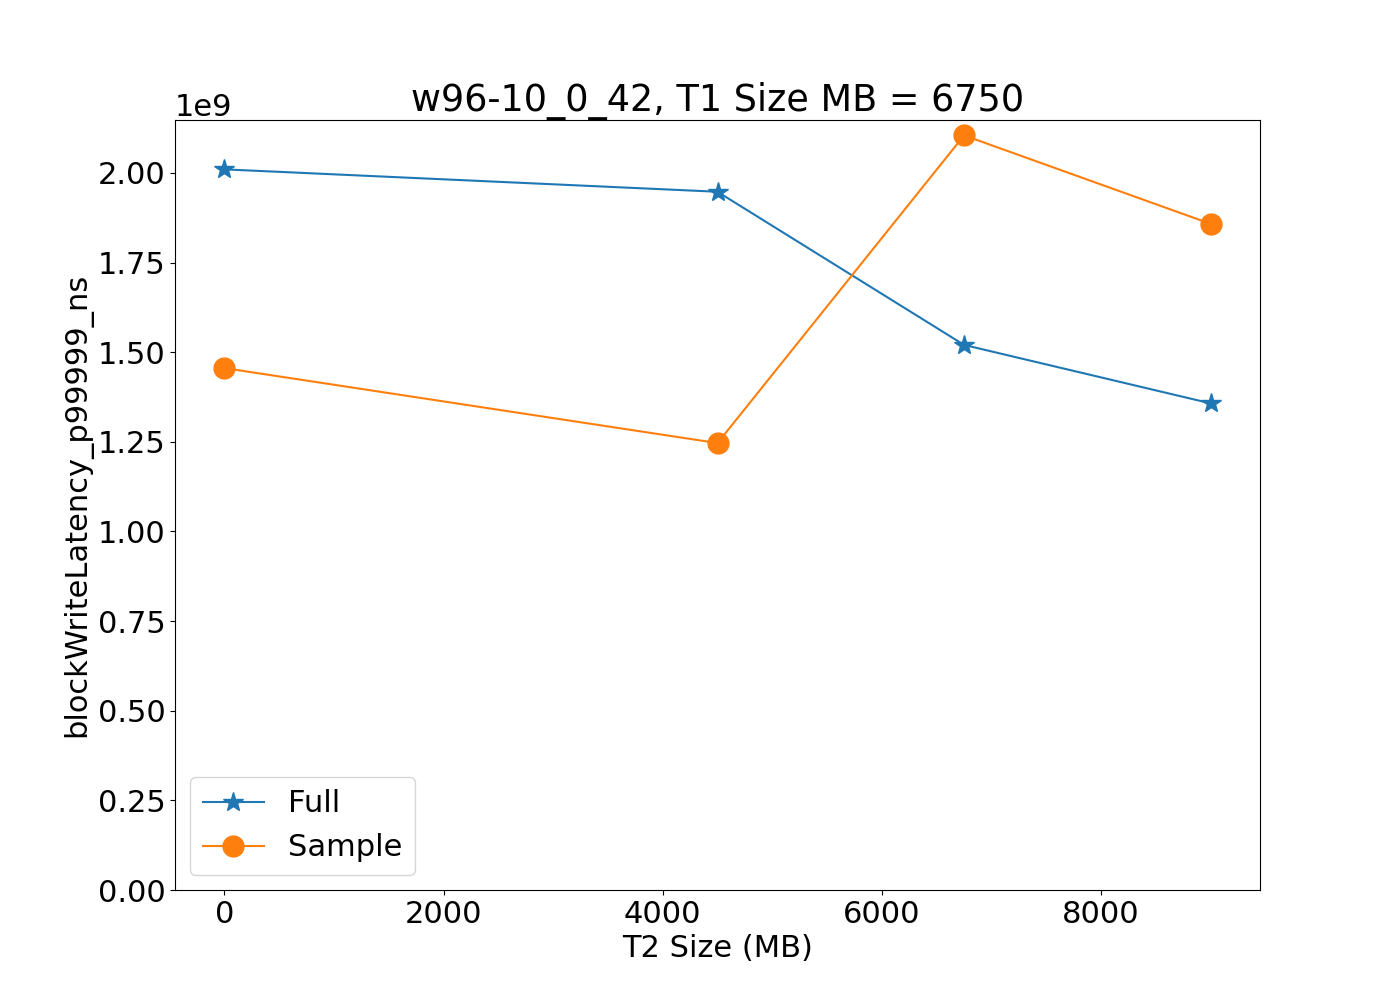 w96-10_0_42, T1 Size MB = 6750
1e9
2.00
1.75
1.50
1.25
1.00
0.75
0.50
0.25
0.00
blockWriteLatency_p99999_ns
Full
Sample
0 2000 4000 6000 8000
T2 Size (MB)